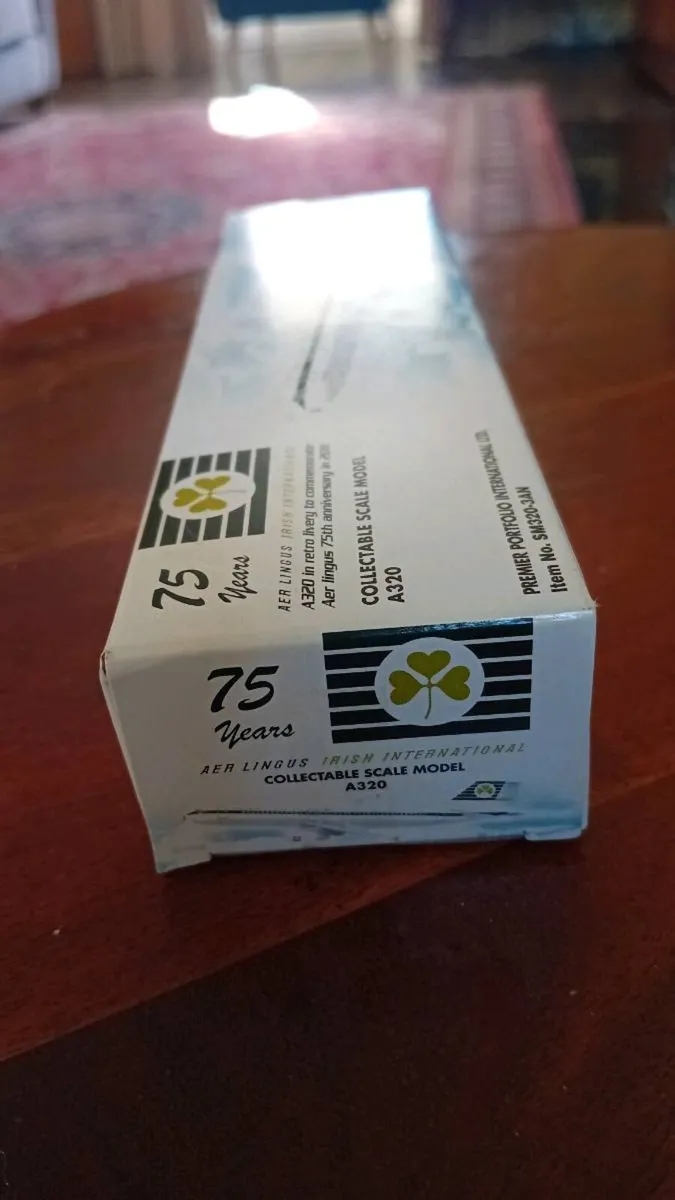 75
Years
AER LINGUS IRISH INTERNATIONAL
A320 in retro livery to commemorate
Aer lingus 75th anniversary in 2011
COLLECTABLE SCALE MODEL
A320
PREMIER PORTFOLIO INTERNATIONAL LTD.
Item No. SM320-3AN
75
Years
AER LINGUS IRISH INTERNATIONAL
COLLECTABLE SCALE MODEL
A320